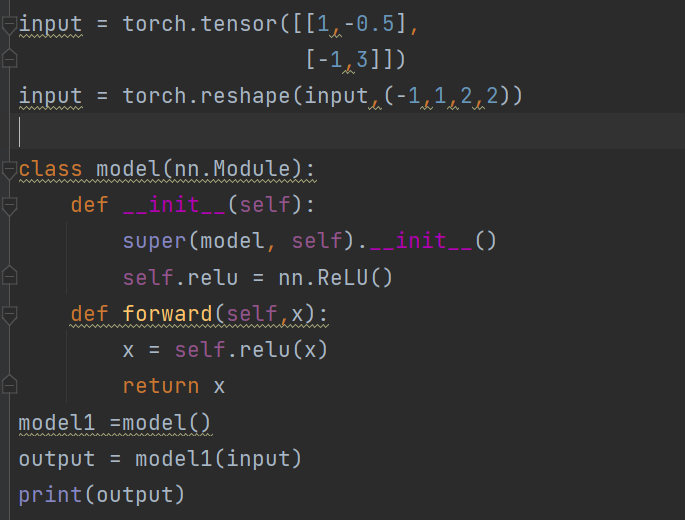 input = torch.tensor([[1,-0.5],
                      [-1,3]])
input = torch.reshape(input,(-1,1,2,2))
class model(nn.Module):
    def __init__(self):
        super(model, self).__init__()
        self.relu = nn.ReLU()
    def forward(self,x):
        x = self.relu(x)
        return x
model1 =model()
output = model1(input)
print(output)